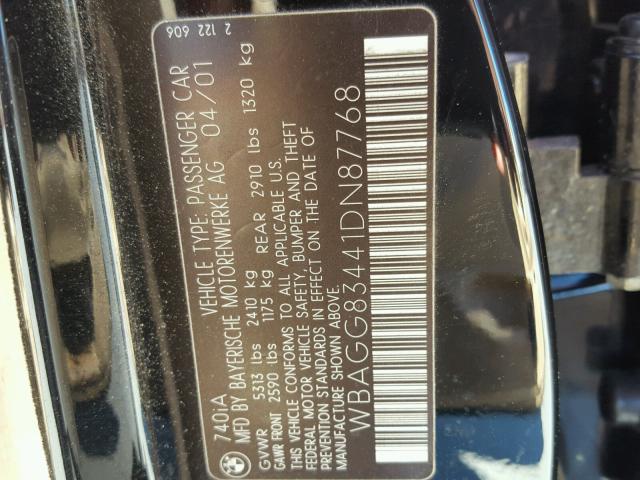 740iA VEHICLE TYPE: PASSENGER CAR
MFD BY BAYERISCHE MOTORENWERKE AG 04/01
GVWR 5313 lbs 2410 kg
GAWR FRONT 2590 lbs 1175 kg REAR 2910 lbs 1320 kg
THIS VEHICLE CONFORMS TO ALL APPLICABLE U.S.
FEDERAL MOTOR VEHICLE SAFETY, BUMPER AND THEFT
PREVENTION STANDARDS IN EFFECT ON THE DATE OF
MANUFACTURE SHOWN ABOVE.
WBAGG83441DN87768
2 122 606